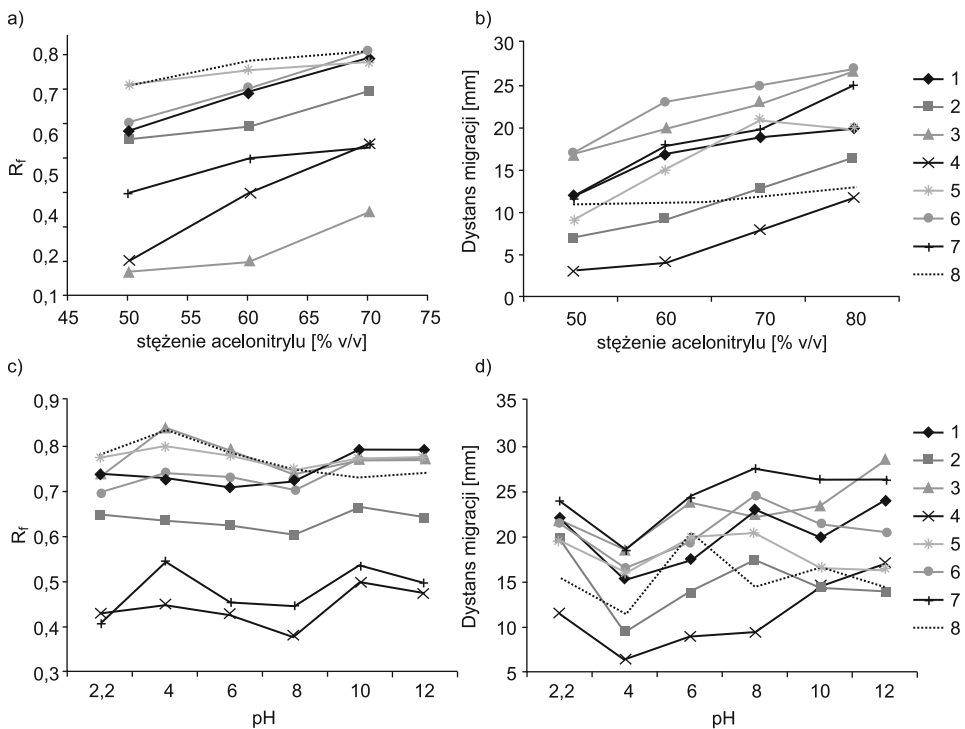 a)
0,8
0,7
0,6
0,5
0,4
0,2
0,1
R_f
45 50 55 60 65 70 75
stężenie acelonitrylu [% v/v]
b)
30
25
20
15
10
5
0
Dystans migracji [mm]
50 60 70 80
stężenie acelonitrylu [% v/v]
1
2
3
4
5
6
7
8
c)
0,9
0,8
0,7
0,6
0,5
0,4
0,3
R_f
2,2 4 6 8 10 12
pH
d)
35
30
25
20
15
10
5
Dystans migracji [mm]
2,2 4 6 8 10 12
pH
1
2
3
4
5
6
7
8